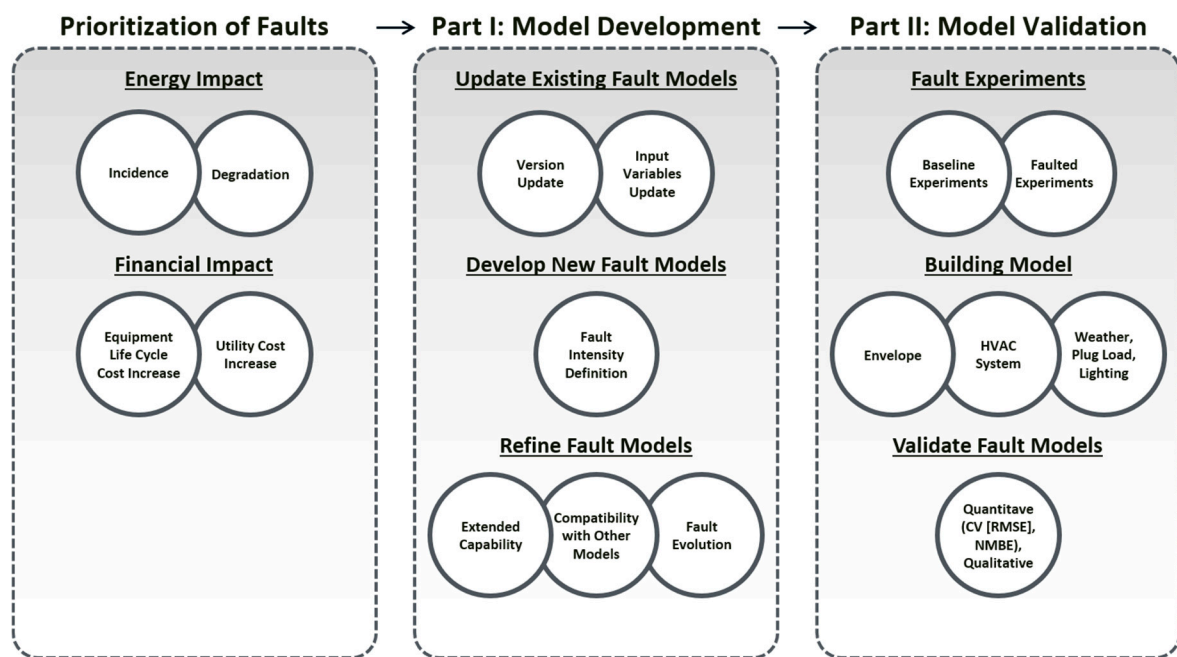 Prioritization of Faults → Part I: Model Development → Part II: Model Validation
Energy Impact
Incidence
Degradation
Financial Impact
Equipment
Life Cycle
Cost Increase
Utility Cost
Increase
Update Existing Fault Models
Version
Update
Input
Variables
Update
Develop New Fault Models
Fault
Intensity
Definition
Refine Fault Models
Extended
Capability
Compatibility
with Other
Models
Fault
Evolution
Fault Experiments
Baseline
Experiments
Faulted
Experiments
Building Model
Envelope
HVAC
System
Weather,
Plug Load,
Lighting
Validate Fault Models
Quantitave
(CV [RMSE],
NMBE),
Qualitative